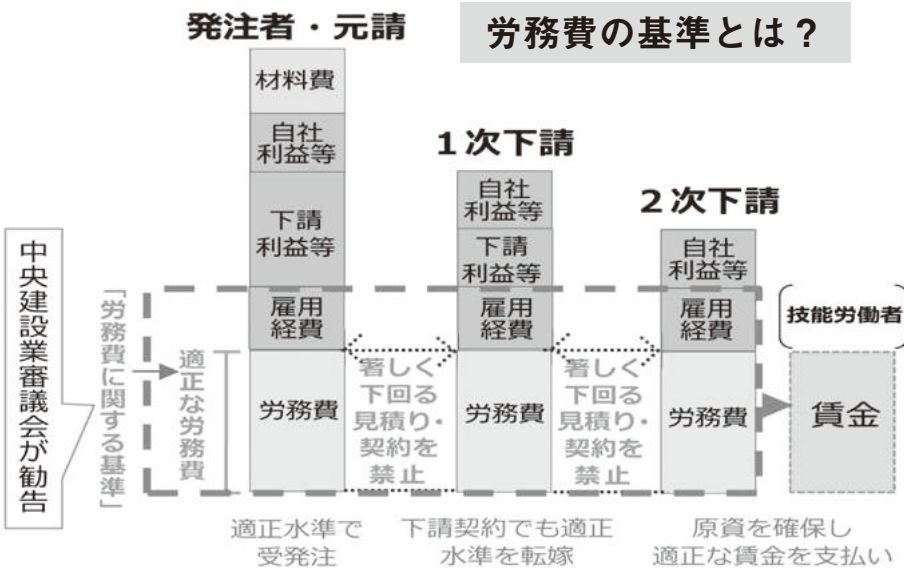 労務費の基準とは？
発注者・元請
材料費
自社
利益等
下請
利益等
雇用
経費
労務費
１次下請
自社
利益等
下請
利益等
雇用
経費
労務費
２次下請
自社
利益等
雇用
経費
労務費
技能労働者
賃金
中央建設業審議会が勧告
「労務費に関する基準」
適正な労務費
著しく
下回る
見積り・
契約を
禁止
著しく
下回る
見積り・
契約を
禁止
適正水準で
受発注
下請契約でも適正
水準を転嫁
原資を確保し
適正な賃金を支払い